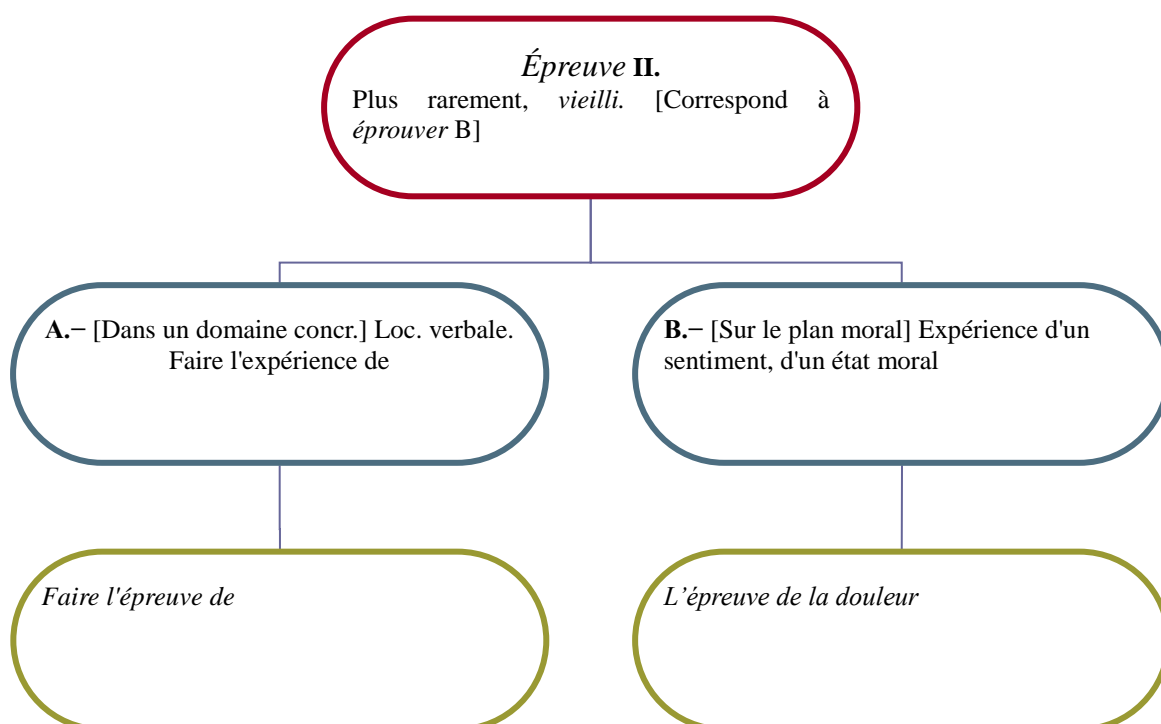 Épreuve II.
Plus rarement, vieilli. [Correspond à
éprouver B]
A.− [Dans un domaine concr.] Loc. verbale.
Faire l'expérience de
B.− [Sur le plan moral] Expérience d'un
sentiment, d'un état moral
Faire l'épreuve de
L’épreuve de la douleur